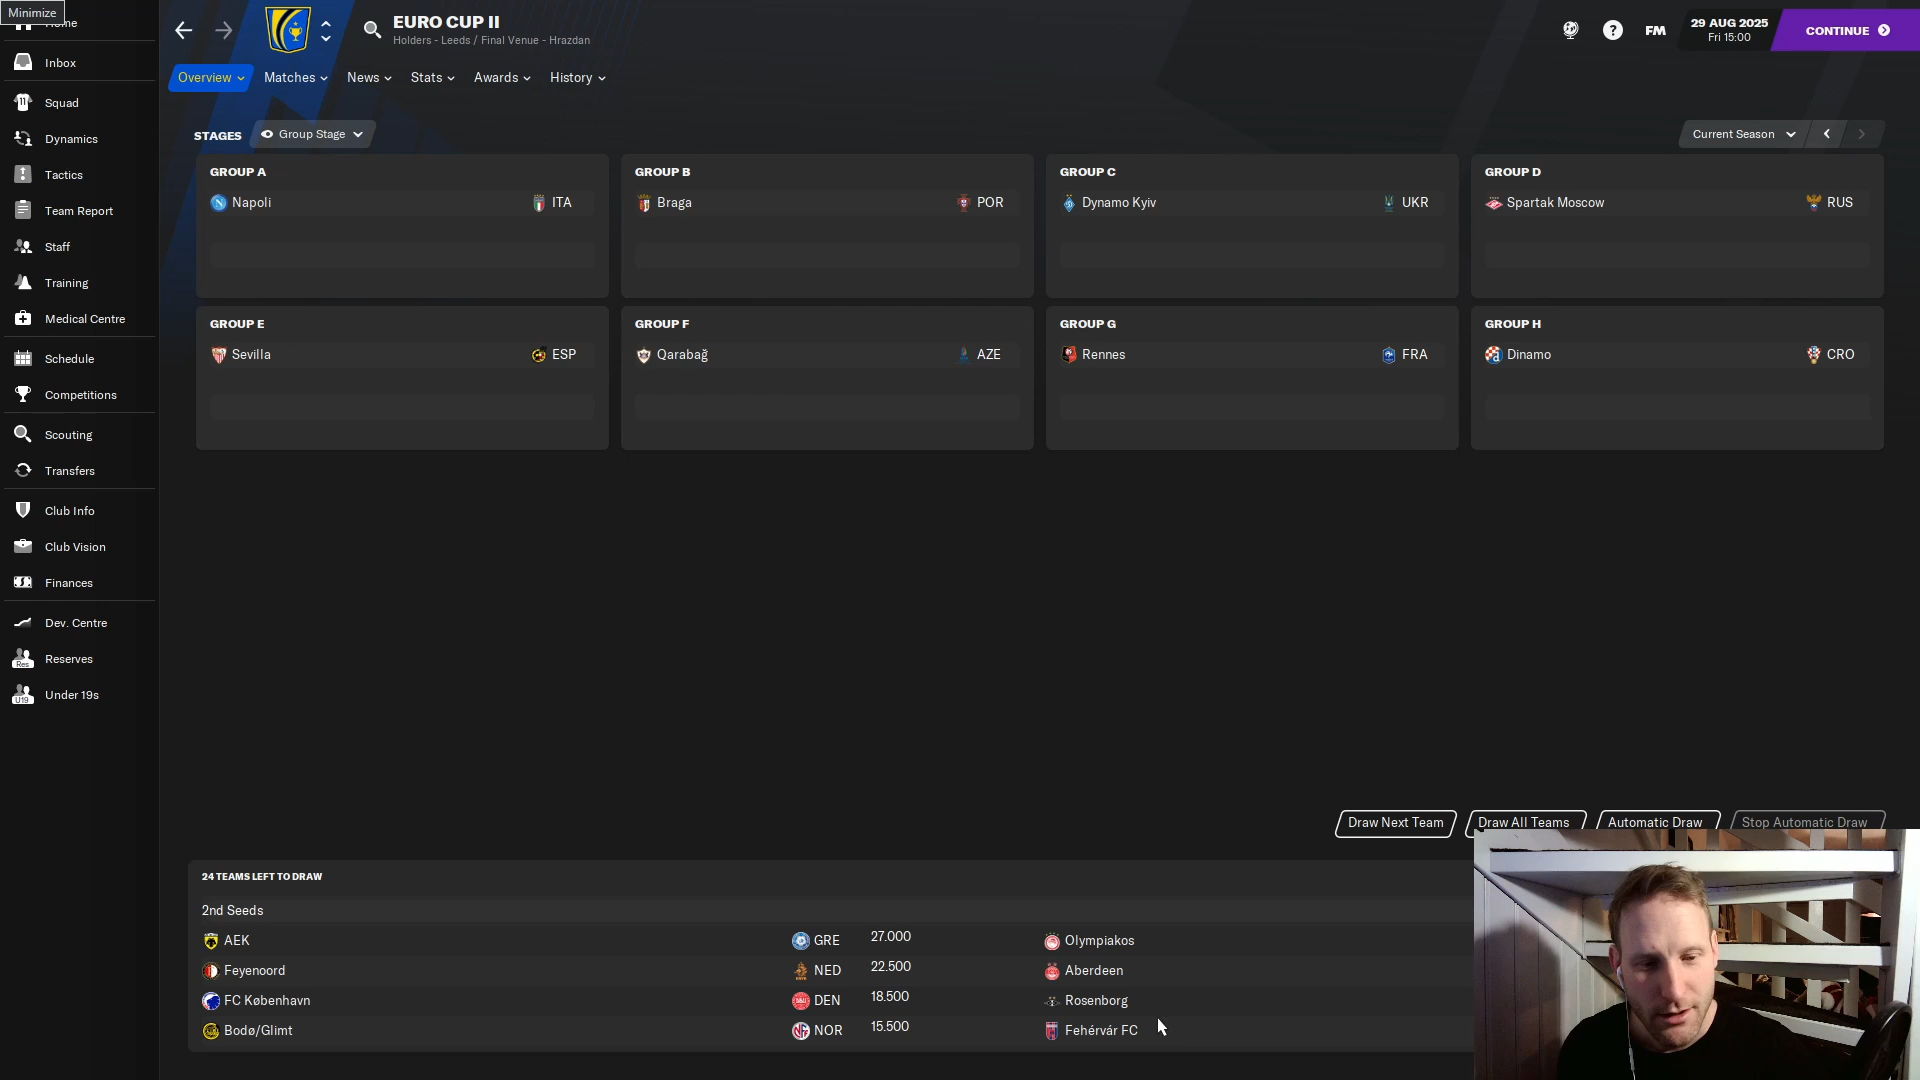 Minimize
EURO CUP II
Holders - Leeds / Final Venue - Hrazdan
FM
29 AUG 2025
Fri 15:00
CONTINUE
Inbox
Squad
Dynamics
Tactics
Team Report
Staff
Training
Medical Centre
Schedule
Competitions
Scouting
Transfers
Club Info
Club Vision
Finances
Dev. Centre
Res
Reserves
U19
Under 19s
Overview
Matches
News
Stats
Awards
History
STAGES
Group Stage
Current Season
GROUP A
Napoli ITA
GROUP B
Braga POR
GROUP C
Dynamo Kyiv UKR
GROUP D
Spartak Moscow RUS
GROUP E
Sevilla ESP
GROUP F
Qarabağ AZE
GROUP G
Rennes FRA
GROUP H
Dinamo CRO
Draw Next Team
Draw All Teams
Automatic Draw
Stop Automatic Draw
24 TEAMS LEFT TO DRAW
2nd Seeds
AEK GRE 27.000 Olympiakos
Feyenoord NED 22.500 Aberdeen
FC København DEN 18.500 Rosenborg
Bodø/Glimt NOR 15.500 Fehérvár FC